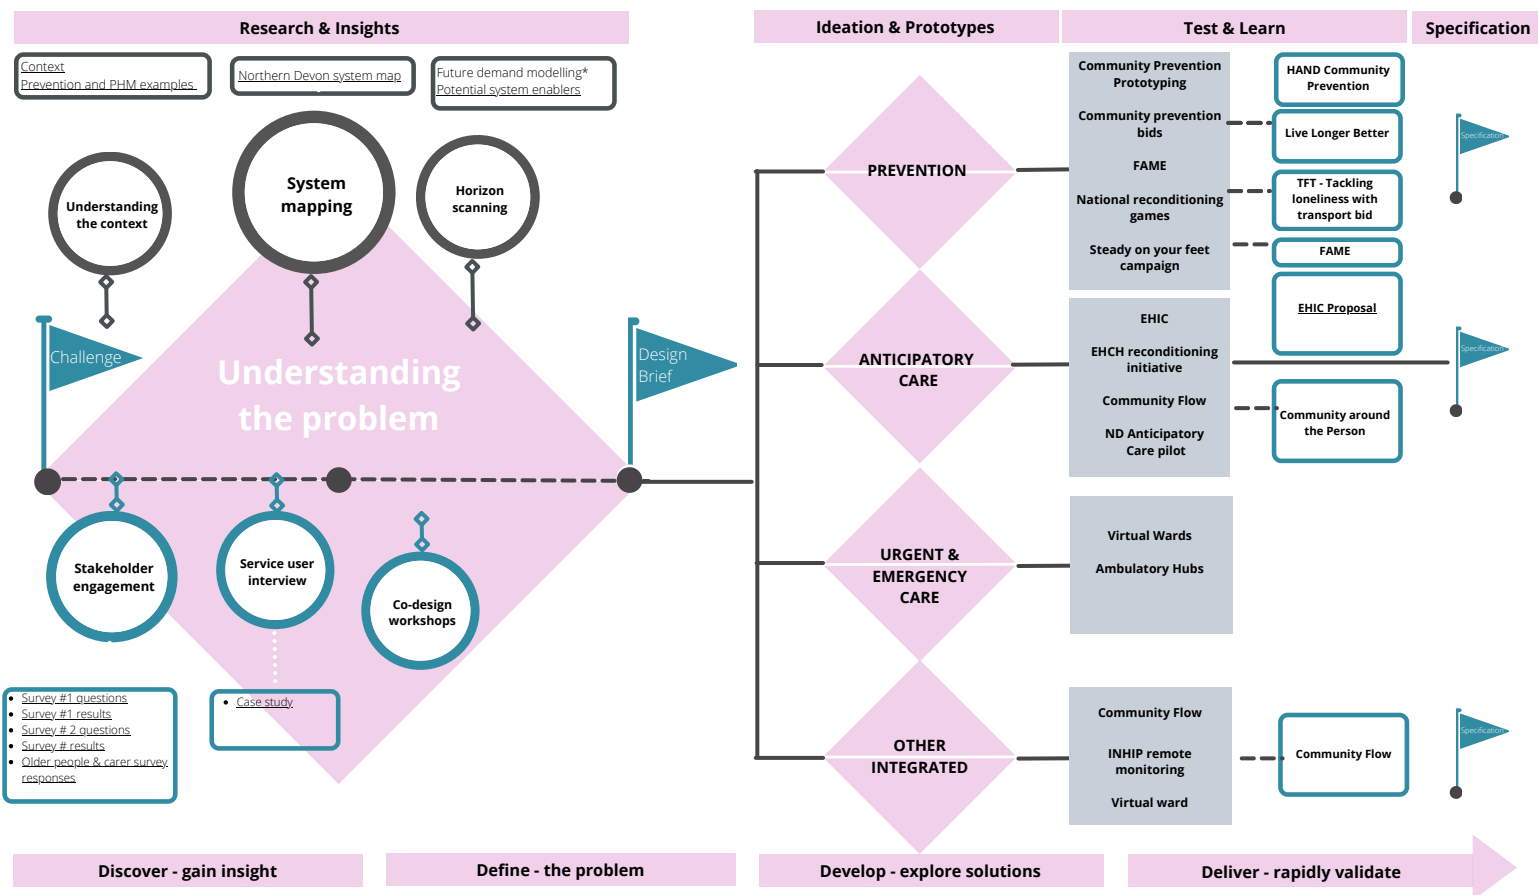 Research & Insights
Ideation & Prototypes
Test & Learn
Specification
Context
Prevention and PHM examples
Northern Devon system map
Future demand modelling*
Potential system enablers
Understanding
the context
System
mapping
Horizon
scanning
Challenge
Understanding
the problem
Design
Brief
Stakeholder
engagement
Service user
interview
Co-design
workshops
Survey #1 questions
Survey #1 results
Survey # 2 questions
Survey # results
Older people & carer survey
responses
Case study
PREVENTION
Community Prevention
Prototyping
Community prevention
bids
FAME
National reconditioning
games
Steady on your feet
campaign
HAND Community
Prevention
Live Longer Better
TFT - Tackling
loneliness with
transport bid
FAME
Specification
ANTICIPATORY
CARE
EHIC
EHCH reconditioning
initiative
Community Flow
ND Anticipatory
Care pilot
EHIC Proposal
Community around
the Person
Specification
URGENT &
EMERGENCY
CARE
Virtual Wards
Ambulatory Hubs
OTHER
INTEGRATED
Community Flow
INHIP remote
monitoring
Virtual ward
Community Flow
Specification
Discover - gain insight
Define - the problem
Develop - explore solutions
Deliver - rapidly validate